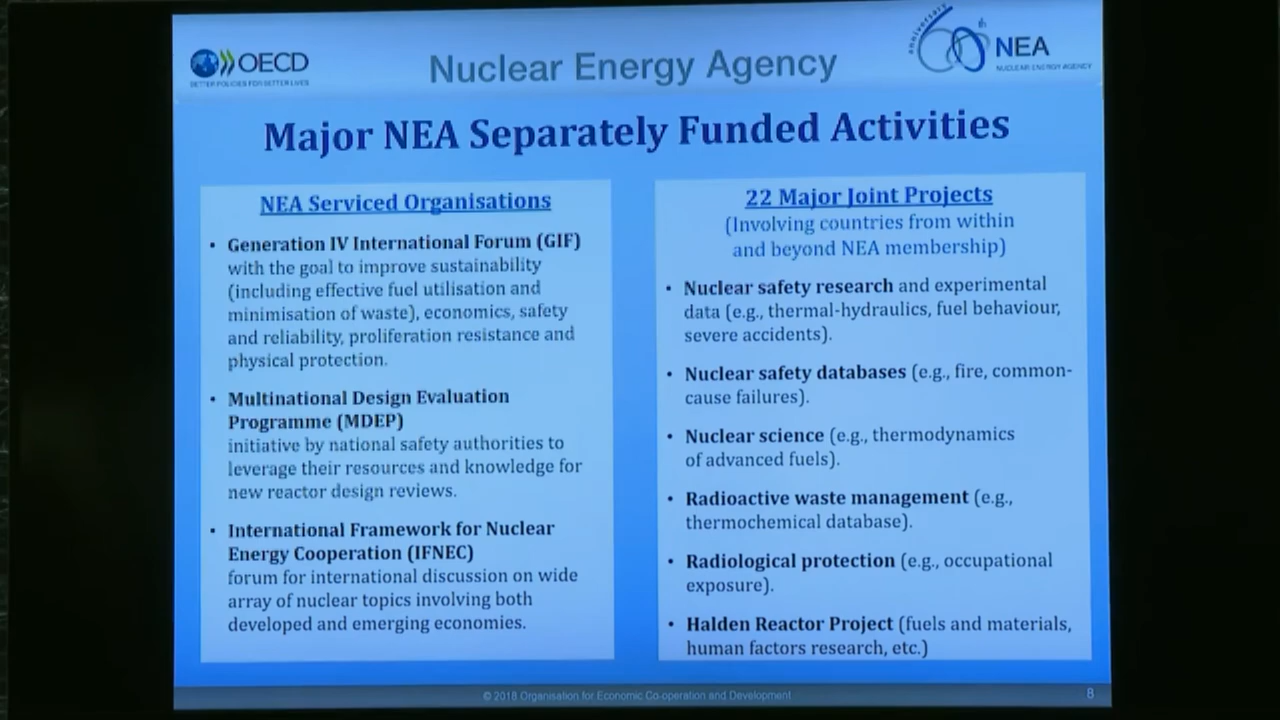 OECD
BETTER POLICIES FOR BETTER LIVES
Nuclear Energy Agency
anniversary
60th
NEA
NUCLEAR ENERGY AGENCY
Major NEA Separately Funded Activities
NEA Serviced Organisations
• Generation IV International Forum (GIF)
with the goal to improve sustainability
(including effective fuel utilisation and
minimisation of waste), economics, safety
and reliability, proliferation resistance and
physical protection.
• Multinational Design Evaluation
Programme (MDEP)
initiative by national safety authorities to
leverage their resources and knowledge for
new reactor design reviews.
• International Framework for Nuclear
Energy Cooperation (IFNEC)
forum for international discussion on wide
array of nuclear topics involving both
developed and emerging economies.
22 Major Joint Projects
(Involving countries from within
and beyond NEA membership)
• Nuclear safety research and experimental
data (e.g., thermal-hydraulics, fuel behaviour,
severe accidents).
• Nuclear safety databases (e.g., fire, common-
cause failures).
• Nuclear science (e.g., thermodynamics
of advanced fuels).
• Radioactive waste management (e.g.,
thermochemical database).
• Radiological protection (e.g., occupational
exposure).
• Halden Reactor Project (fuels and materials,
human factors research, etc.)
© 2018 Organisation for Economic Co-operation and Development
8